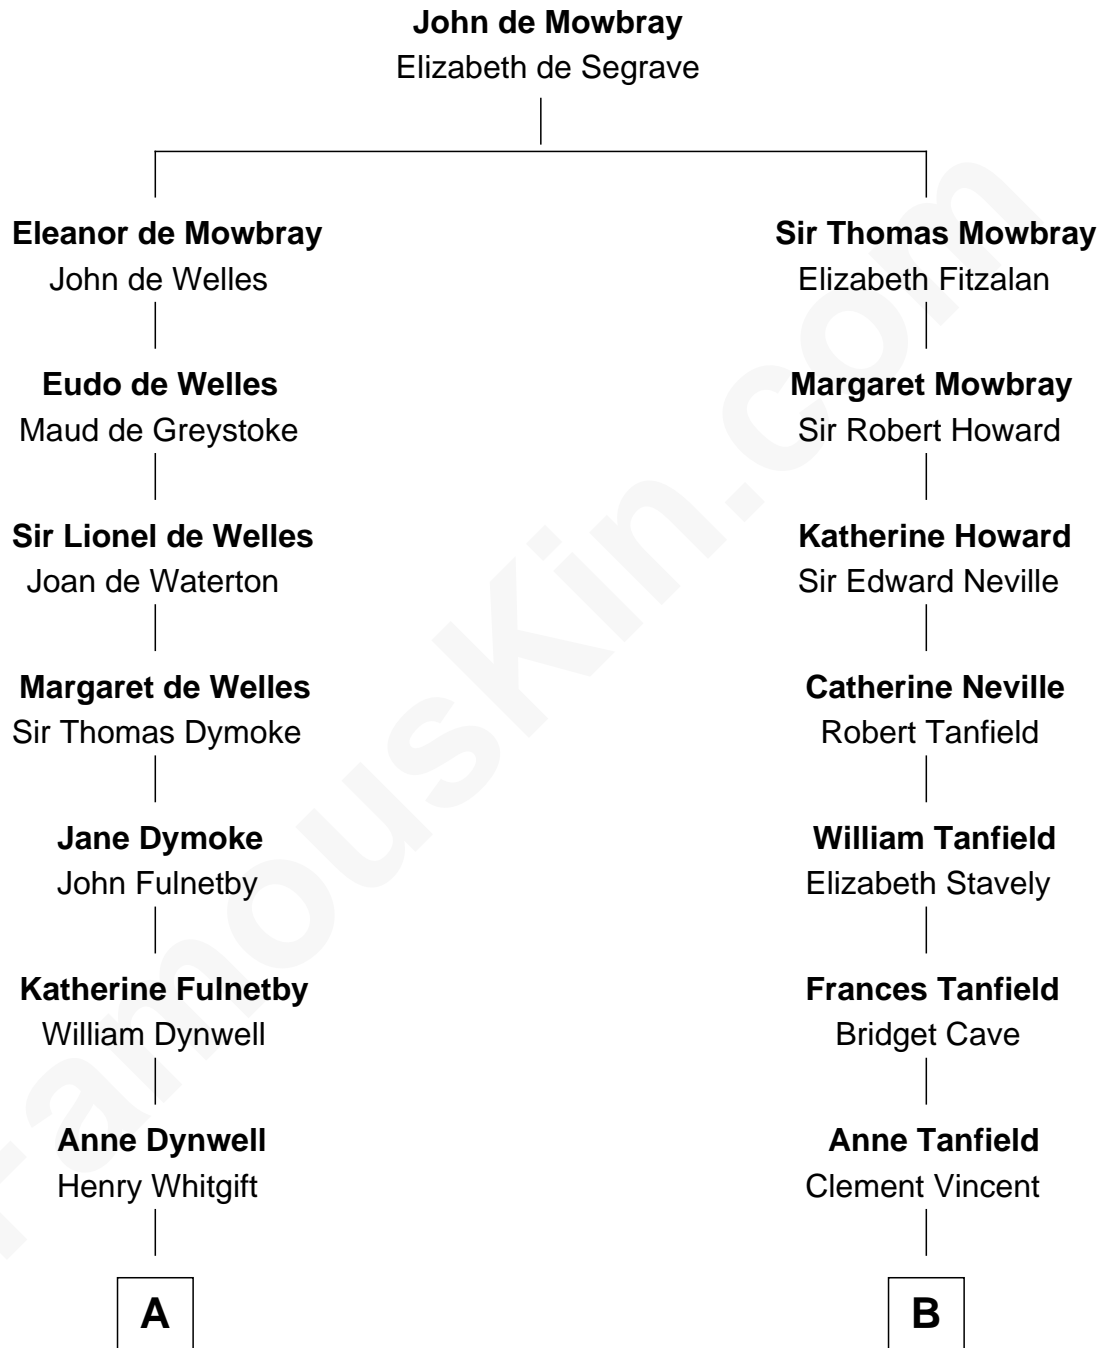 John de Mowbray
Elizabeth de Segrave
Eleanor de Mowbray
John de Welles
Sir Thomas Mowbray
Elizabeth Fitzalan
Eudo de Welles
Maud de Greystoke
Margaret Mowbray
Sir Robert Howard
Sir Lionel de Welles
Joan de Waterton
Katherine Howard
Sir Edward Neville
Margaret de Welles
Sir Thomas Dymoke
Catherine Neville
Robert Tanfield
Jane Dymoke
John Fulnetby
William Tanfield
Elizabeth Stavely
Katherine Fulnetby
William Dynwell
Frances Tanfield
Bridget Cave
Anne Dynwell
Henry Whitgift
Anne Tanfield
Clement Vincent
A
B
FamousKin.com